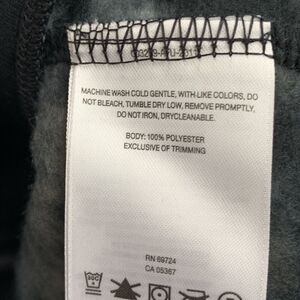 MACHINE WASH COLD GENTLE, WITH LIKE COLORS, DO
NOT BLEACH, TUMBLE DRY LOW, REMOVE PROMPTLY,
DO NOT IRON, DRYCLEANABLE.
BODY: 100% POLYESTER
EXCLUSIVE OF TRIMMING
RN 69724
CA 05367